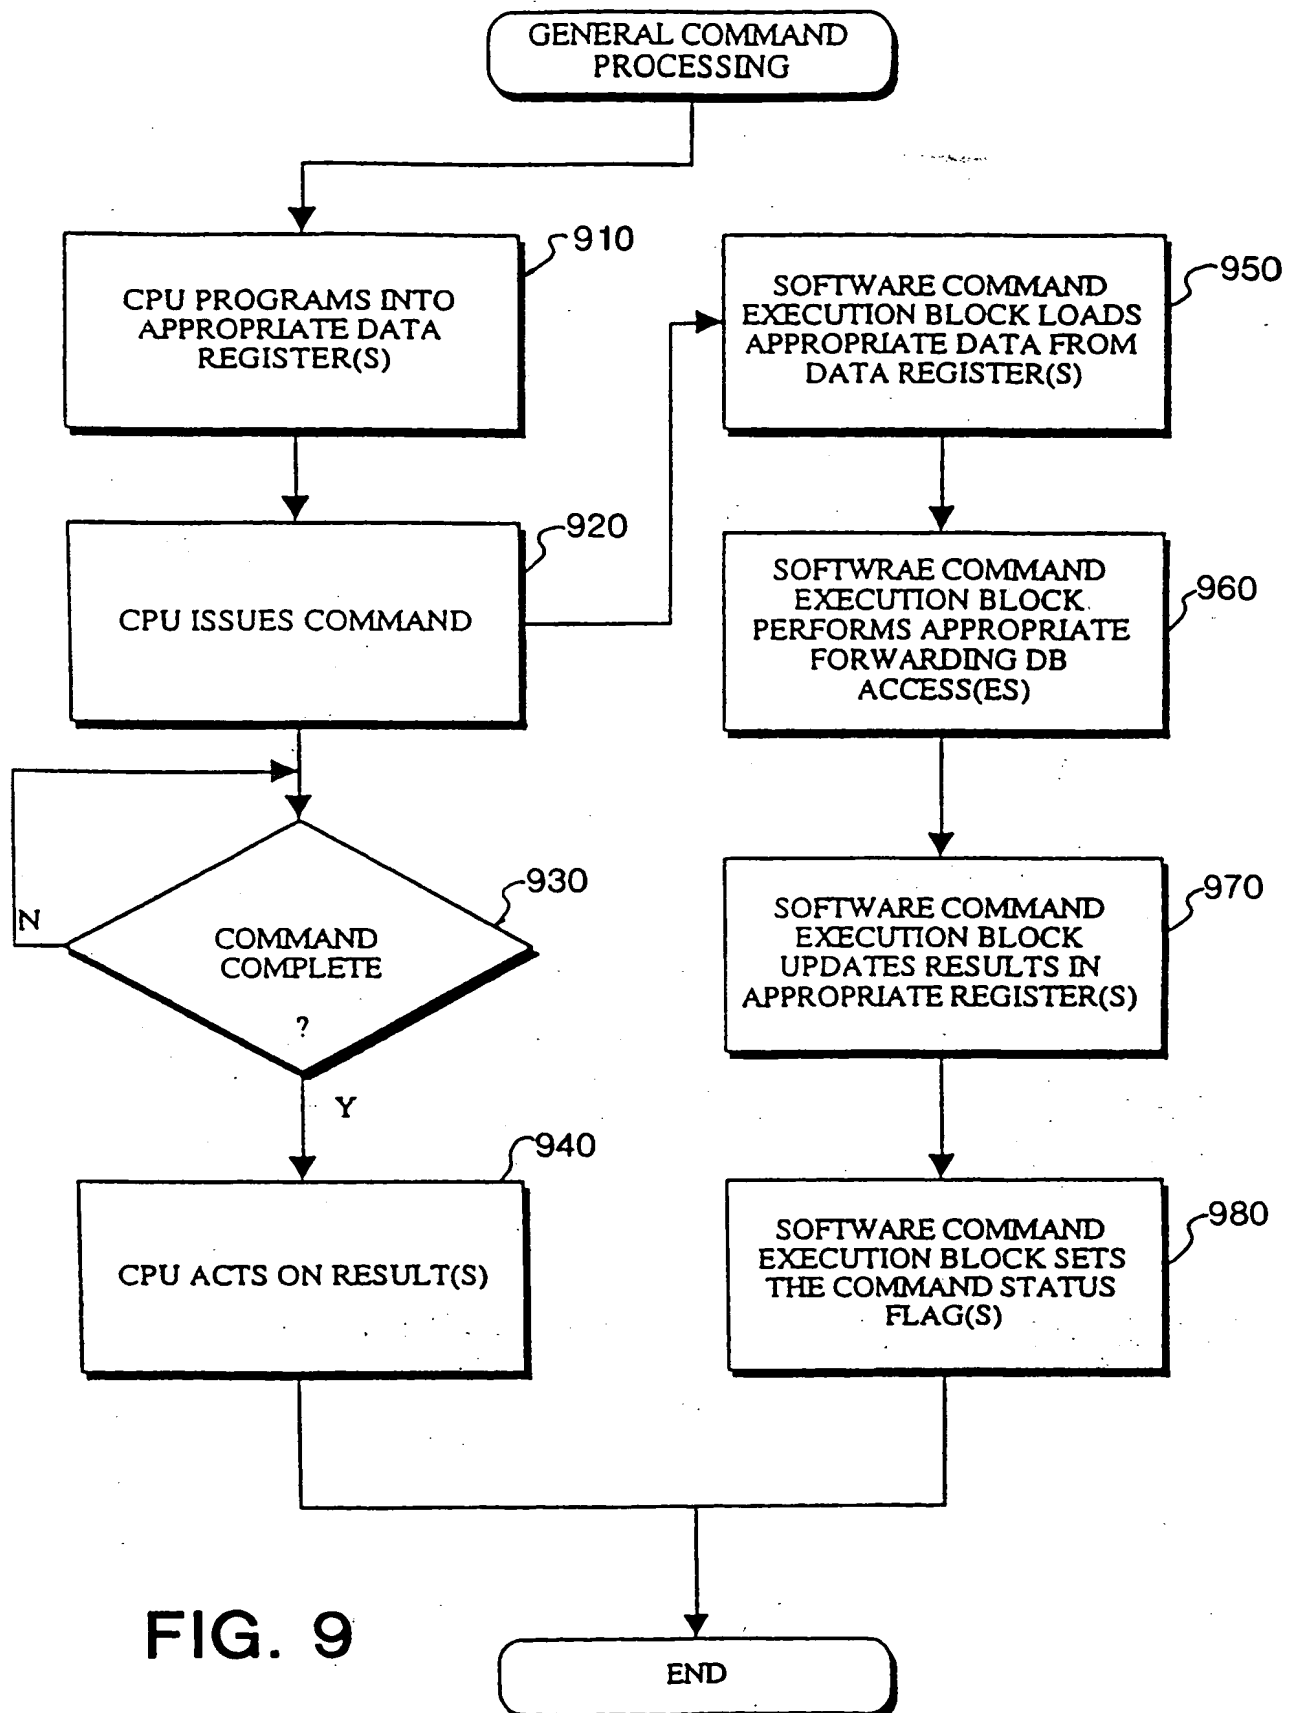 GENERAL COMMAND
PROCESSING
910
CPU PROGRAMS INTO
APPROPRIATE DATA
REGISTER(S)
920
CPU ISSUES COMMAND
N
930
COMMAND
COMPLETE
?
Y
940
CPU ACTS ON RESULT(S)
950
SOFTWARE COMMAND
EXECUTION BLOCK LOADS
APPROPRIATE DATA FROM
DATA REGISTER(S)
960
SOFTWRAE COMMAND
EXECUTION BLOCK
PERFORMS APPROPRIATE
FORWARDING DB
ACCESS(ES)
970
SOFTWARE COMMAND
EXECUTION BLOCK
UPDATES RESULTS IN
APPROPRIATE REGISTER(S)
980
SOFTWARE COMMAND
EXECUTION BLOCK SETS
THE COMMAND STATUS
FLAG(S)
END
FIG. 9